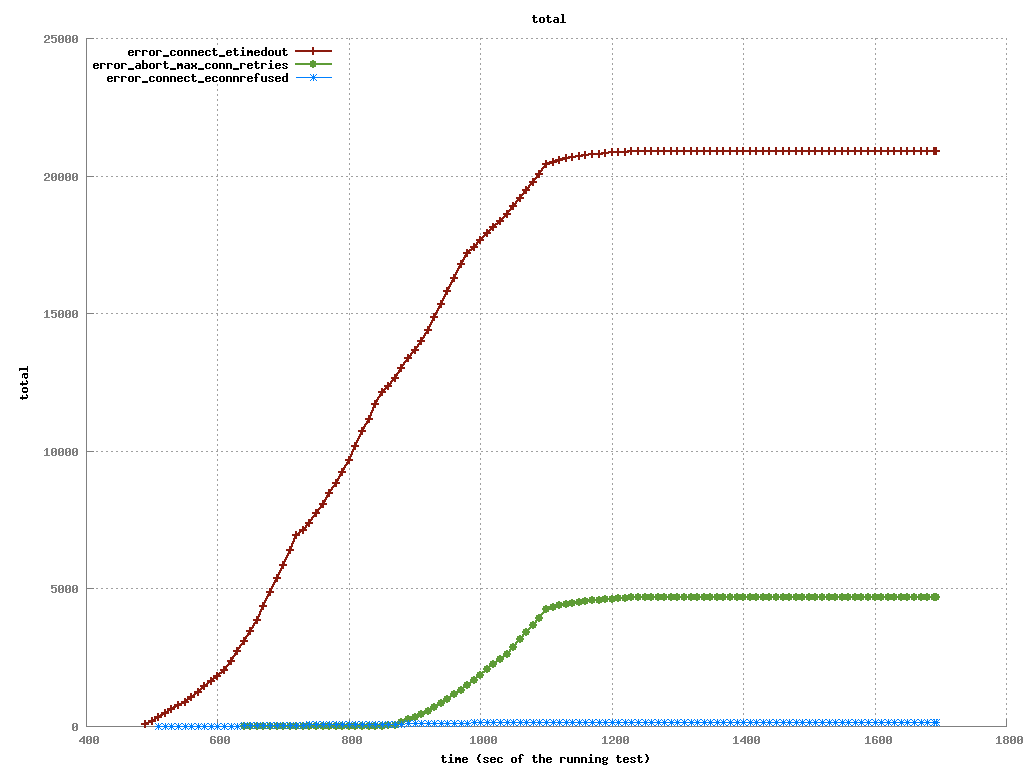 total
25000
20000
15000
10000
5000
0
total
error_connect_etimedout
error_abort_max_conn_retries
error_connect_econnrefused
400 600 800 1000 1200 1400 1600 1800
time (sec of the running test)